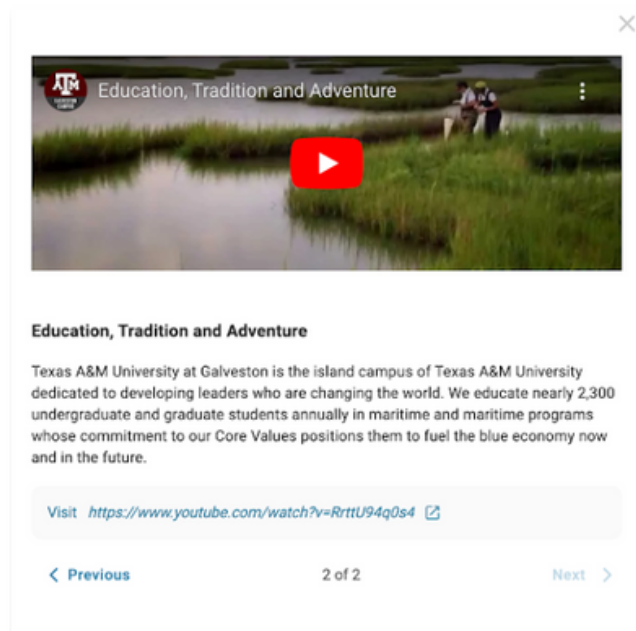 Education, Tradition and Adventure
Education, Tradition and Adventure
Texas A&M University at Galveston is the island campus of Texas A&M University
dedicated to developing leaders who are changing the world. We educate nearly 2,300
undergraduate and graduate students annually in maritime and maritime programs
whose commitment to our Core Values positions them to fuel the blue economy now
and in the future.
Visit https://www.youtube.com/watch?v=RrttU94q0s4
Previous 2 of 2 Next